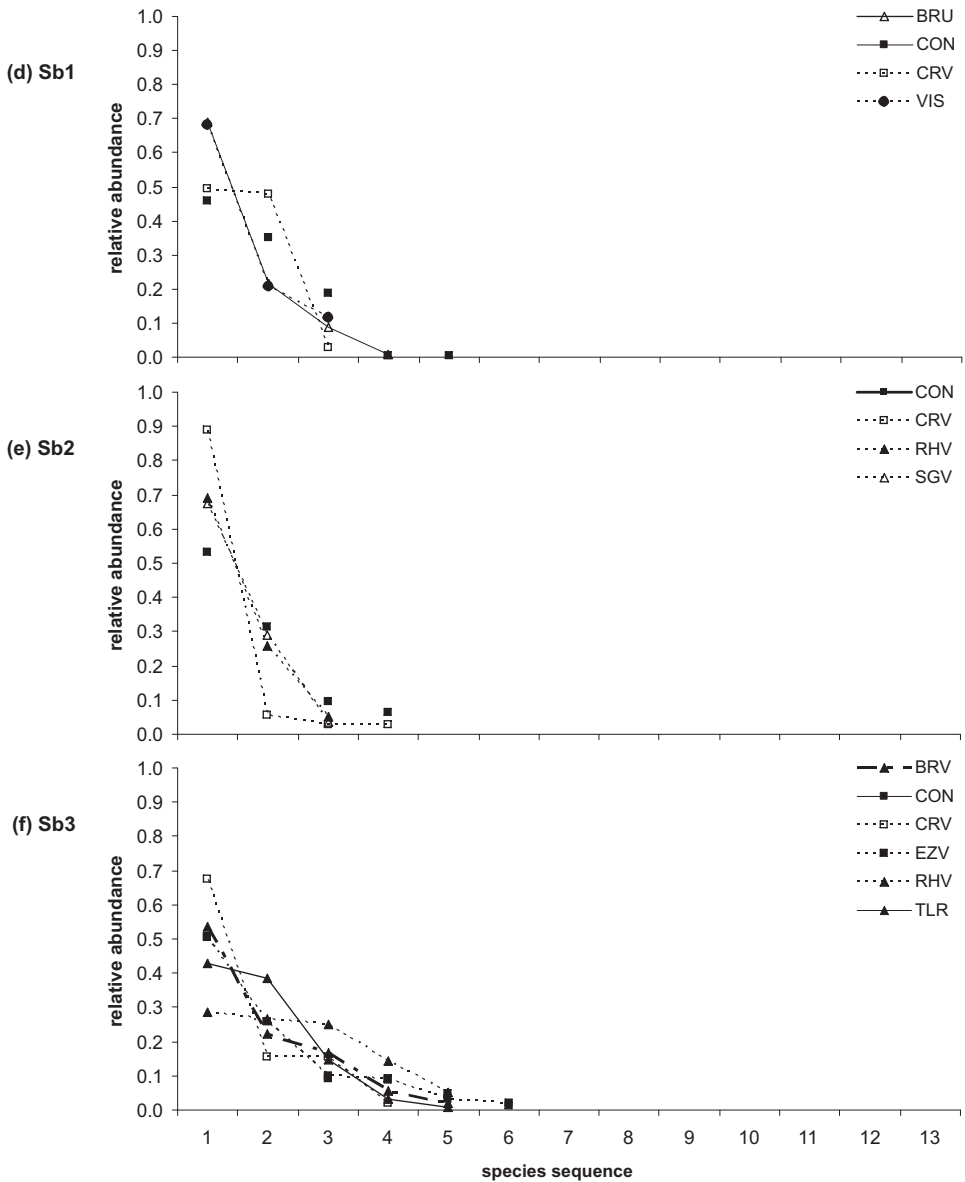 (d) Sb1
relative abundance
1.0
0.9
0.8
0.7
0.6
0.5
0.4
0.3
0.2
0.1
0.0
BRU
CON
CRV
VIS
(e) Sb2
relative abundance
1.0
0.9
0.8
0.7
0.6
0.5
0.4
0.3
0.2
0.1
0.0
CON
CRV
RHV
SGV
(f) Sb3
relative abundance
1.0
0.9
0.8
0.7
0.6
0.5
0.4
0.3
0.2
0.1
0.0
BRV
CON
CRV
EZV
RHV
TLR
1 2 3 4 5 6 7 8 9 10 11 12 13
species sequence